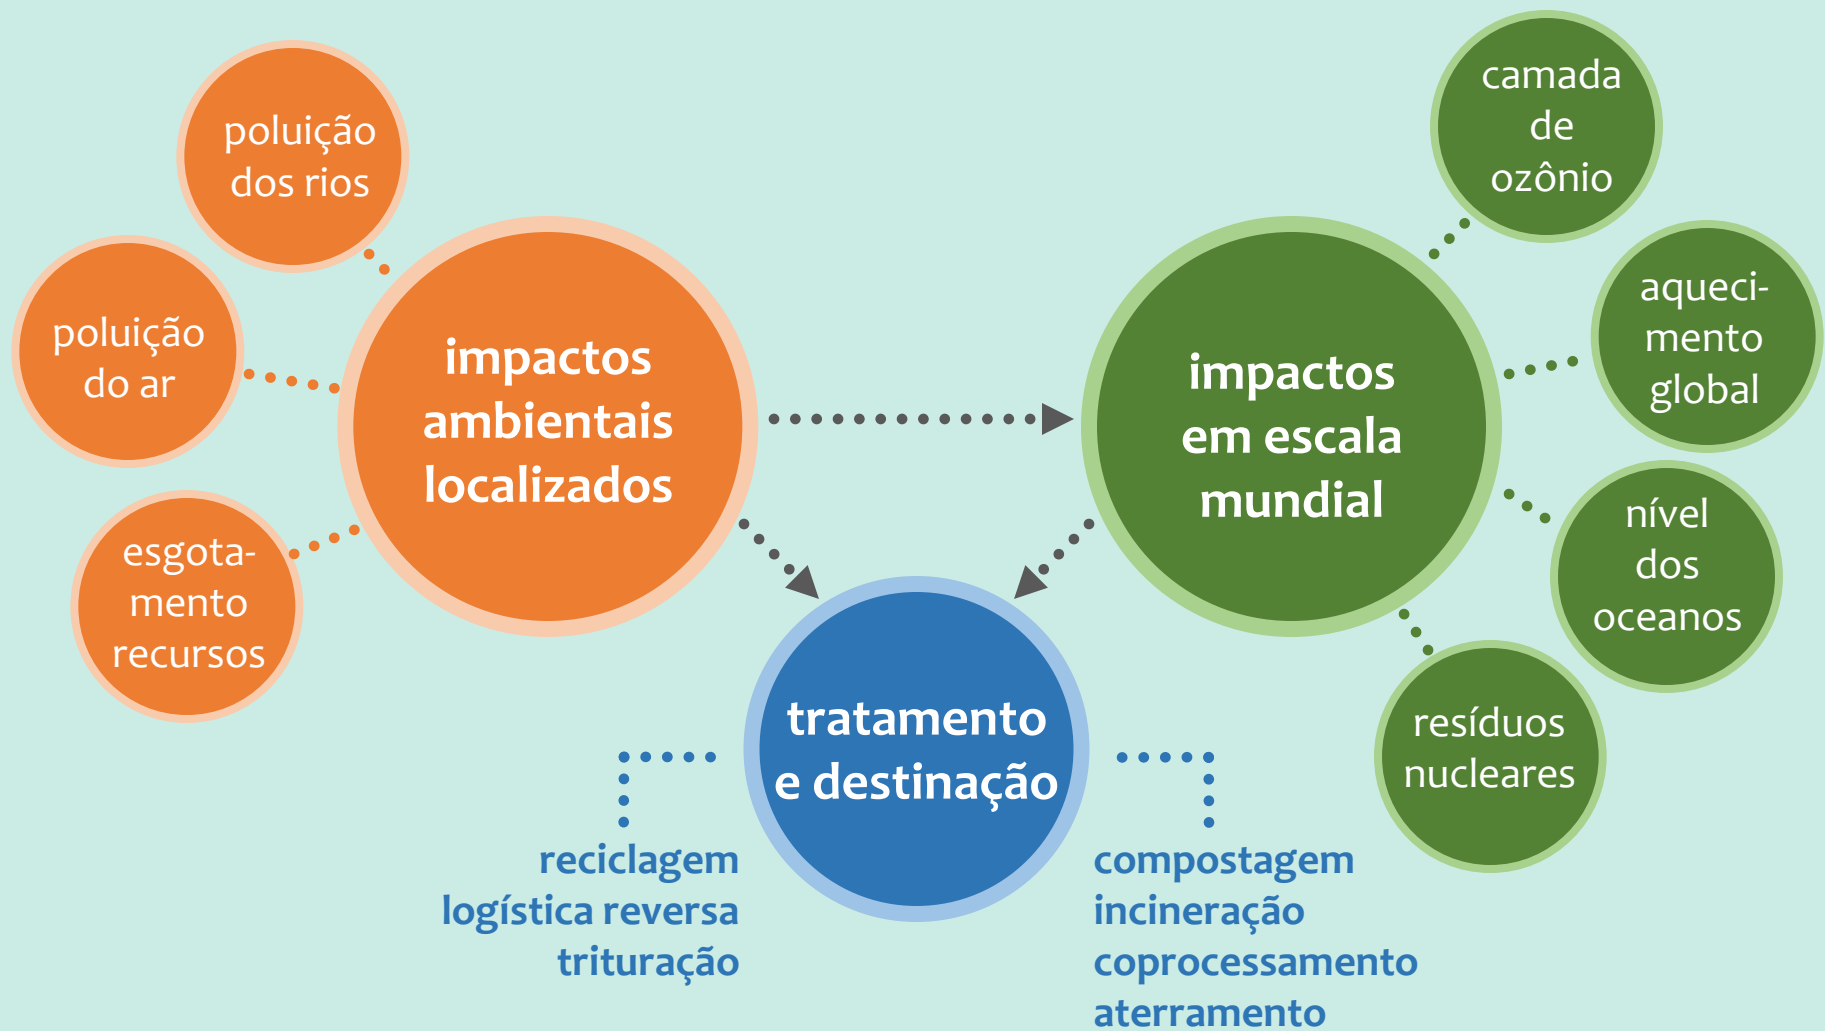 poluição
dos rios
poluição
do ar
esgota-
mento
recursos
impactos
ambientais
localizados
impactos
em escala
mundial
camada
de
ozônio
aqueci-
mento
global
nível
dos
oceanos
resíduos
nucleares
tratamento
e destinação
reciclagem
logística reversa
trituração
compostagem
incineração
coprocessamento
aterramento